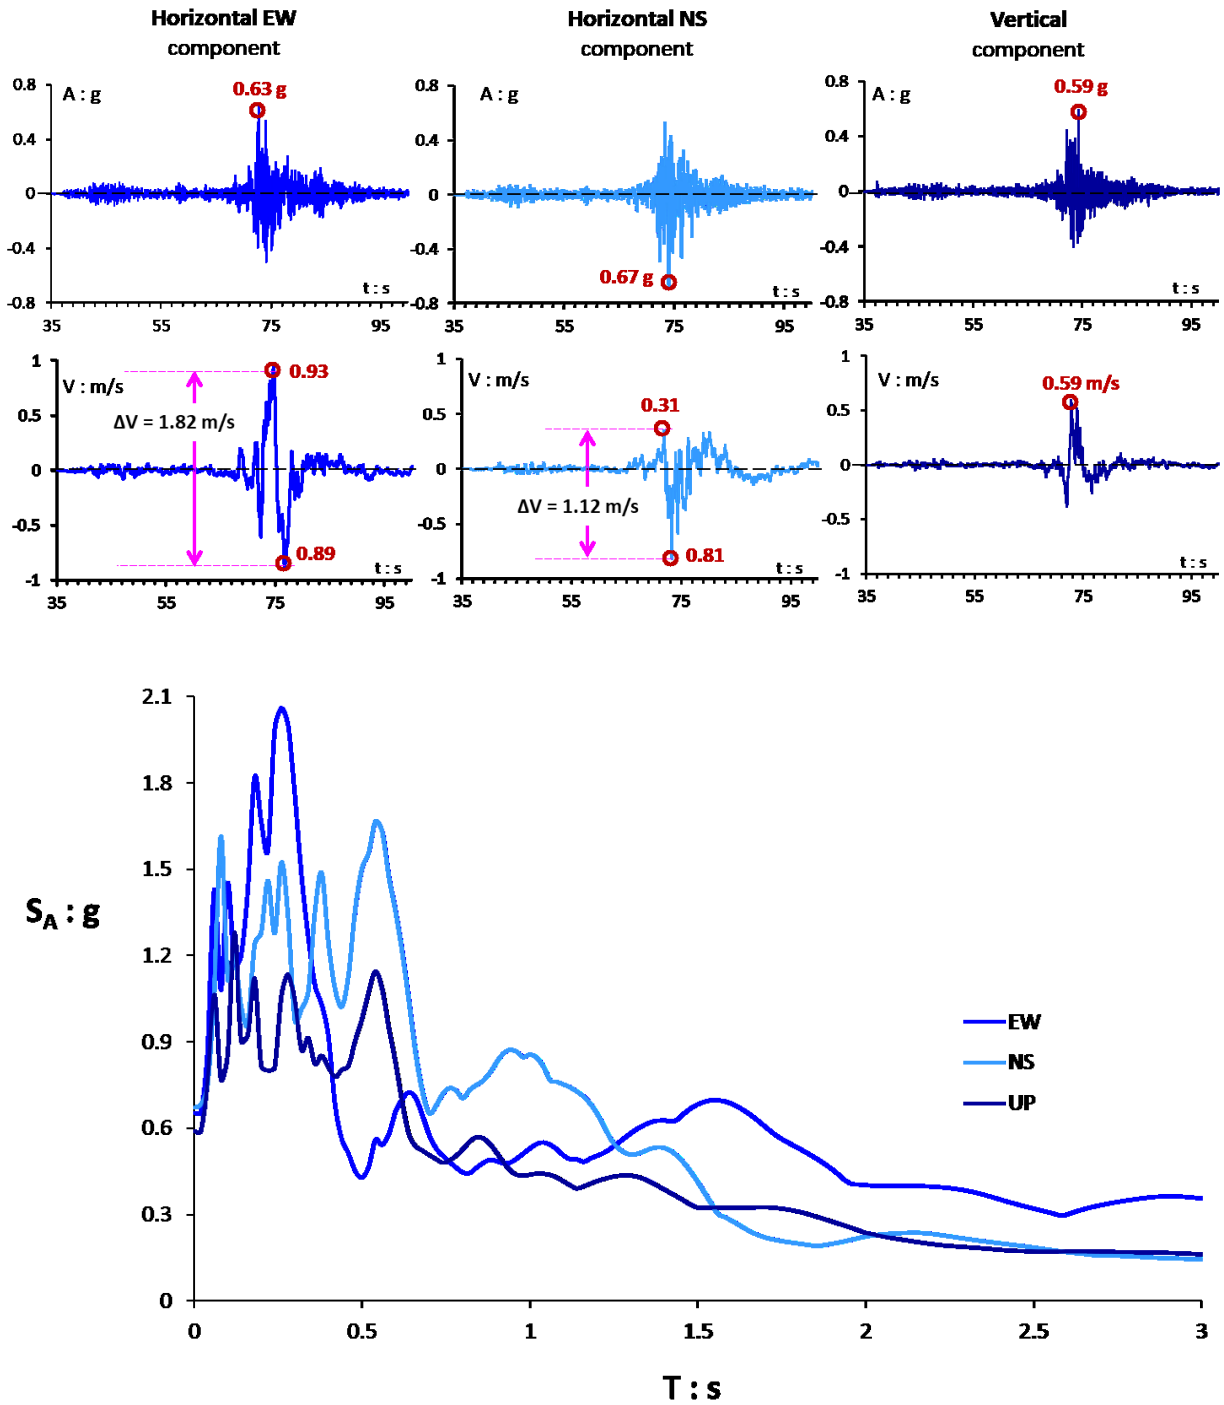 Horizontal EW
component
Horizontal NS
component
Vertical
component
0.8
0.4
0
-0.4
-0.8
A : g
0.63 g
t : s
35
55
75
95
0.8
0.4
0
-0.4
-0.8
A : g
0.67 g
t : s
35
55
75
95
0.8
0.4
0
-0.4
-0.8
A : g
0.59 g
t : s
35
55
75
95
1
0.5
0
-0.5
-1
V : m/s
0.93
ΔV = 1.82 m/s
0.89
t : s
35
55
75
95
1
0.5
0
-0.5
-1
V : m/s
0.31
ΔV = 1.12 m/s
0.81
t : s
35
55
75
95
1
0.5
0
-0.5
-1
V : m/s
0.59 m/s
t : s
35
55
75
95
2.1
1.8
1.5
1.2
0.9
0.6
0.3
0
SA : g
EW
NS
UP
0
0.5
1
1.5
2
2.5
3
T : s